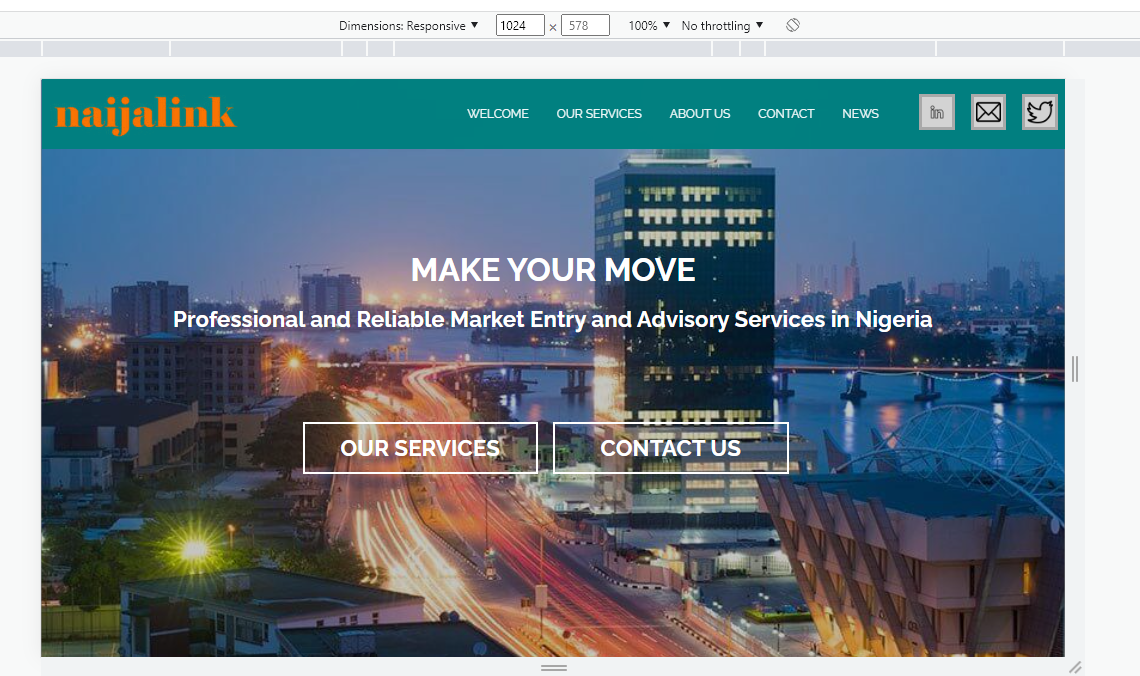 Dimensions: Responsive ▼ 1024 × 578 100% ▼ No throttling ▼
naijalink WELCOME OUR SERVICES ABOUT US CONTACT NEWS in
MAKE YOUR MOVE
Professional and Reliable Market Entry and Advisory Services in Nigeria
OUR SERVICES CONTACT US